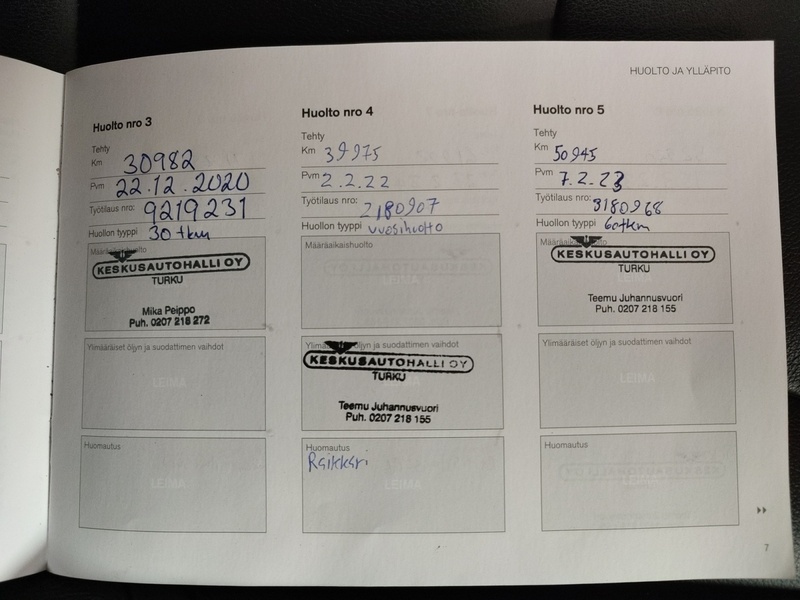 HUOLTO JA YLLÄPITO
Huolto nro 3
Tehty
Km 30982
Pvm 22.12.2020
Työtilaus nro: 9219231
Huollon tyyppi 30 tkm
Määräaikaishuolto
KESKUSAUTOHALLI OY
TURKU
Mika Peippo
Puh. 0207 218 272
Ylimääräiset öljyn ja suodattimen vaihdot
LEIMA
Huomautus
LEIMA
Huolto nro 4
Tehty
Km 39975
Pvm 2.2.22
Työtilaus nro: 2180907
Huollon tyyppi vuosihuolto
Määräaikaishuolto
LEIMA
Ylimääräiset öljyn ja suodattimen vaihdot
KESKUSAUTOHALLI OY
TURKU
Teemu Juhannusvuori
Puh. 0207 218 155
Huomautus
Raikkari
LEIMA
Huolto nro 5
Tehty
Km 50945
Pvm 7.2.23
Työtilaus nro: 3180968
Huollon tyyppi 60tkm
Määräaikaishuolto
KESKUSAUTOHALLI OY
TURKU
Teemu Juhannusvuori
Puh. 0207 218 155
Ylimääräiset öljyn ja suodattimen vaihdot
LEIMA
Huomautus
LEIMA
7